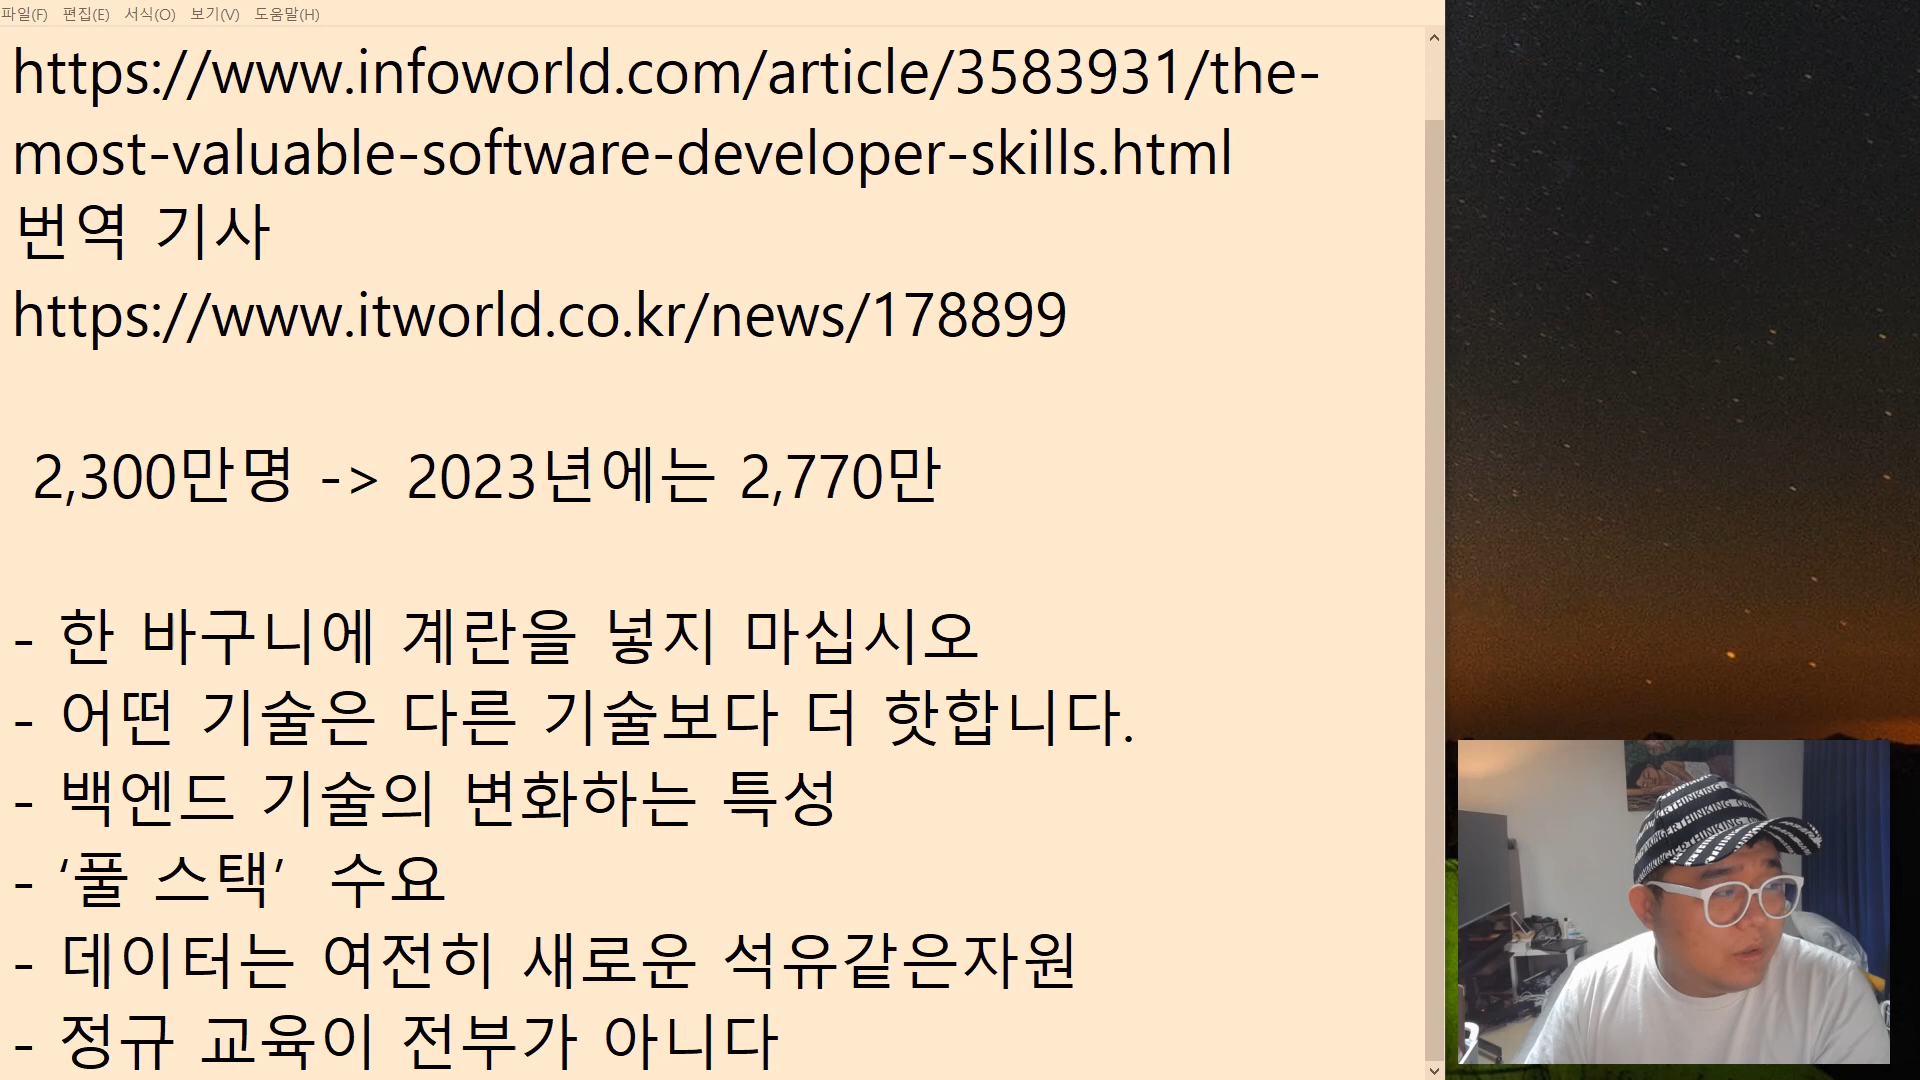 파일(F) 편집(E) 서식(O) 보기(V) 도움말(H)
https://www.infoworld.com/article/3583931/the-
most-valuable-software-developer-skills.html
번역 기사
https://www.itworld.co.kr/news/178899
2,300만명 -> 2023년에는 2,770만
- 한 바구니에 계란을 넣지 마십시오
- 어떤 기술은 다른 기술보다 더 핫합니다.
- 백엔드 기술의 변화하는 특성
- ‘풀 스택’ 수요
- 데이터는 여전히 새로운 석유같은자원
- 정규 교육이 전부가 아니다